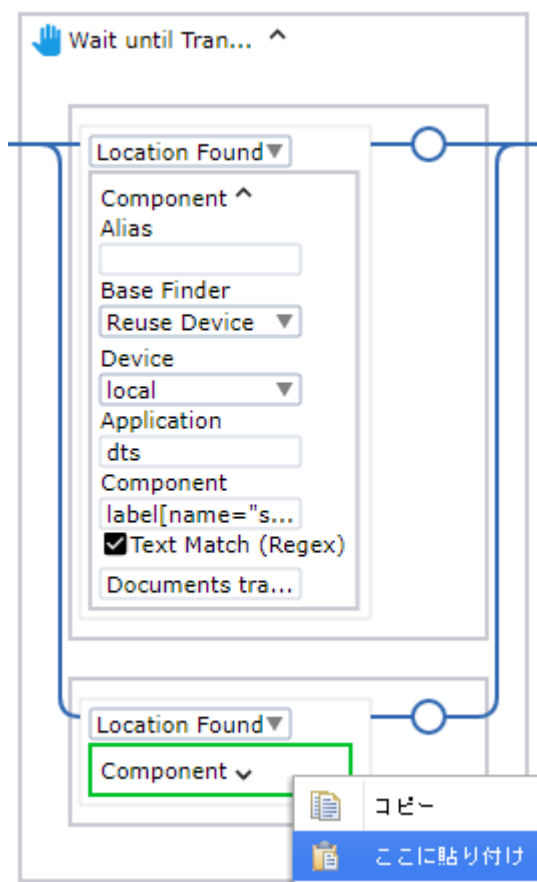 Wait until Tran...
Location Found
Component
Alias
Base Finder
Reuse Device
Device
local
Application
dts
Component
label[name="s...
Text Match (Regex)
Documents tra...
Location Found
Component
コピー
ここに貼り付け